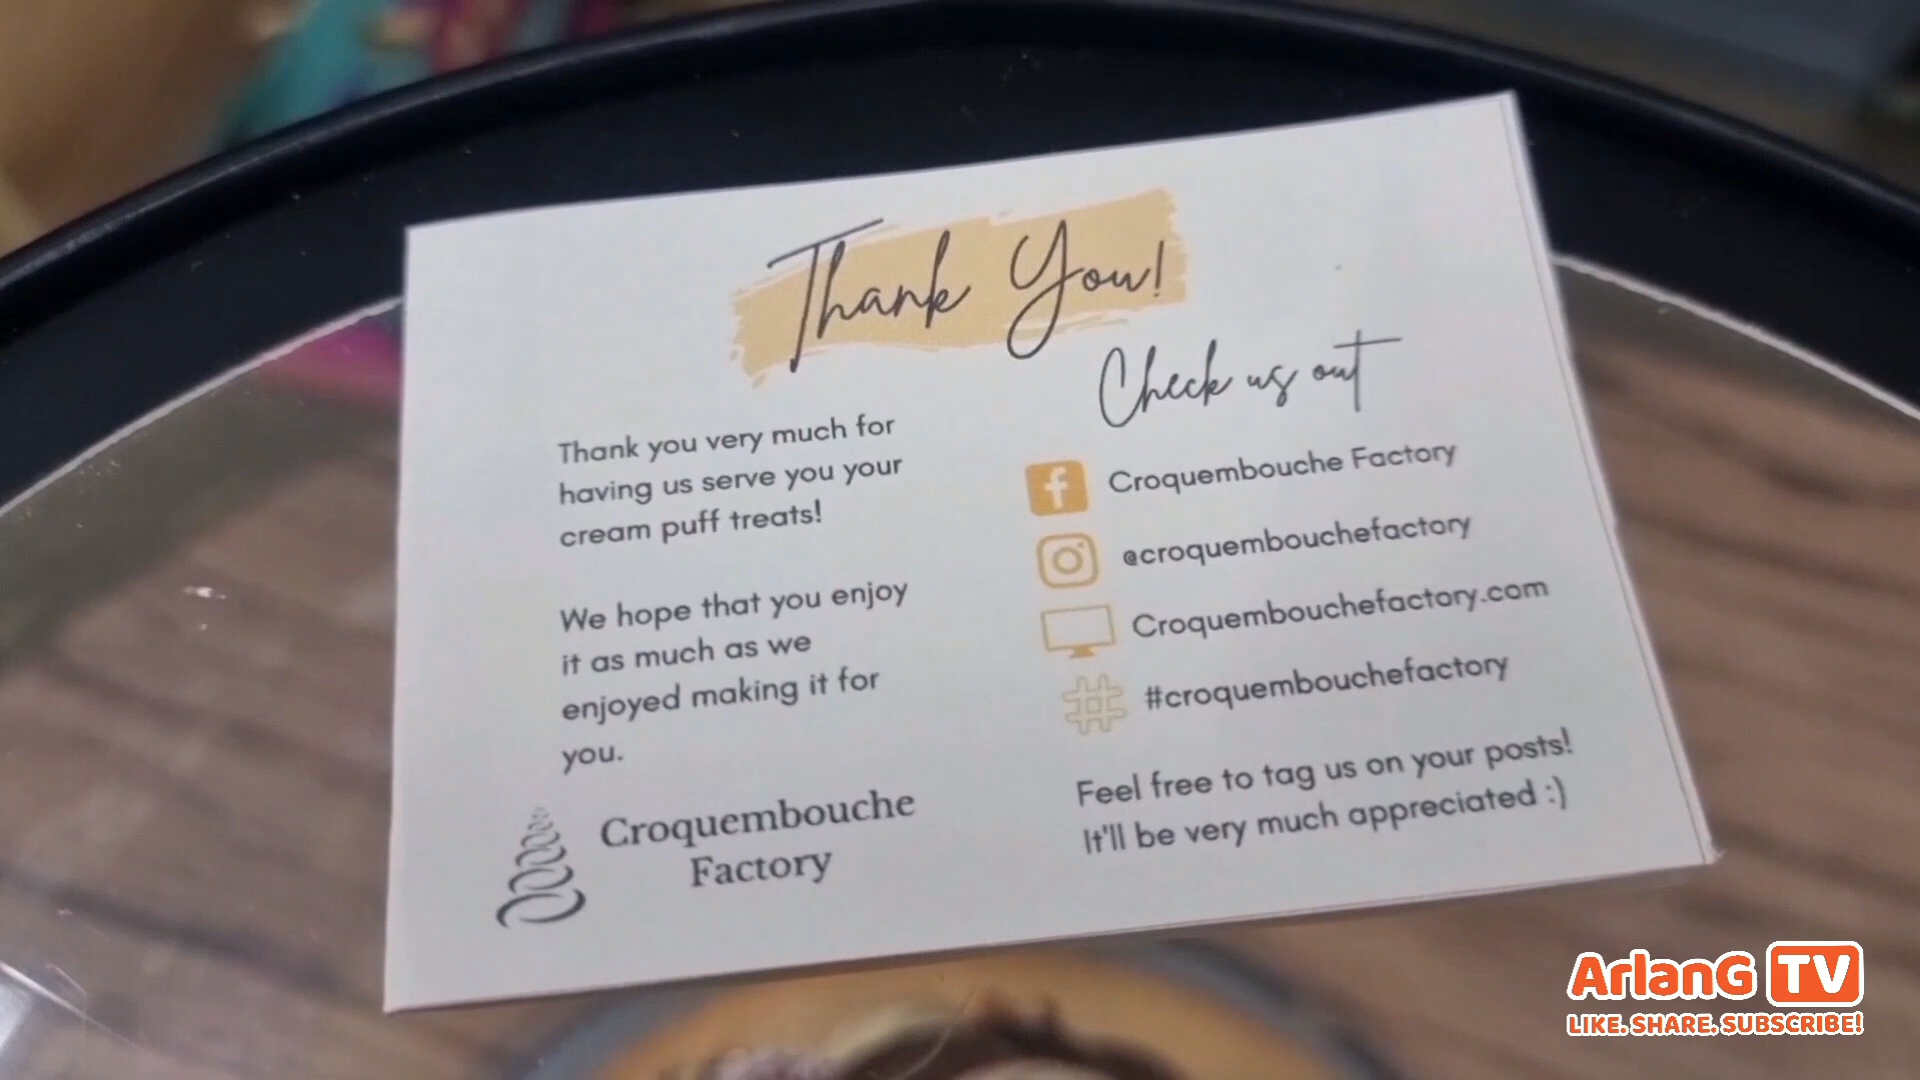 Thank You!
Thank you very much for
having us serve you your
cream puff treats!
We hope that you enjoy
it as much as we
enjoyed making it for
you.
Croquembouche
Factory
Check us out
Croquembouche Factory
@croquembouchefactory
Croquembouchefactory.com
#croquembouchefactory
Feel free to tag us on your posts!
It'll be very much appreciated :)
ArlanG TV
LIKE. SHARE. SUBSCRIBE!